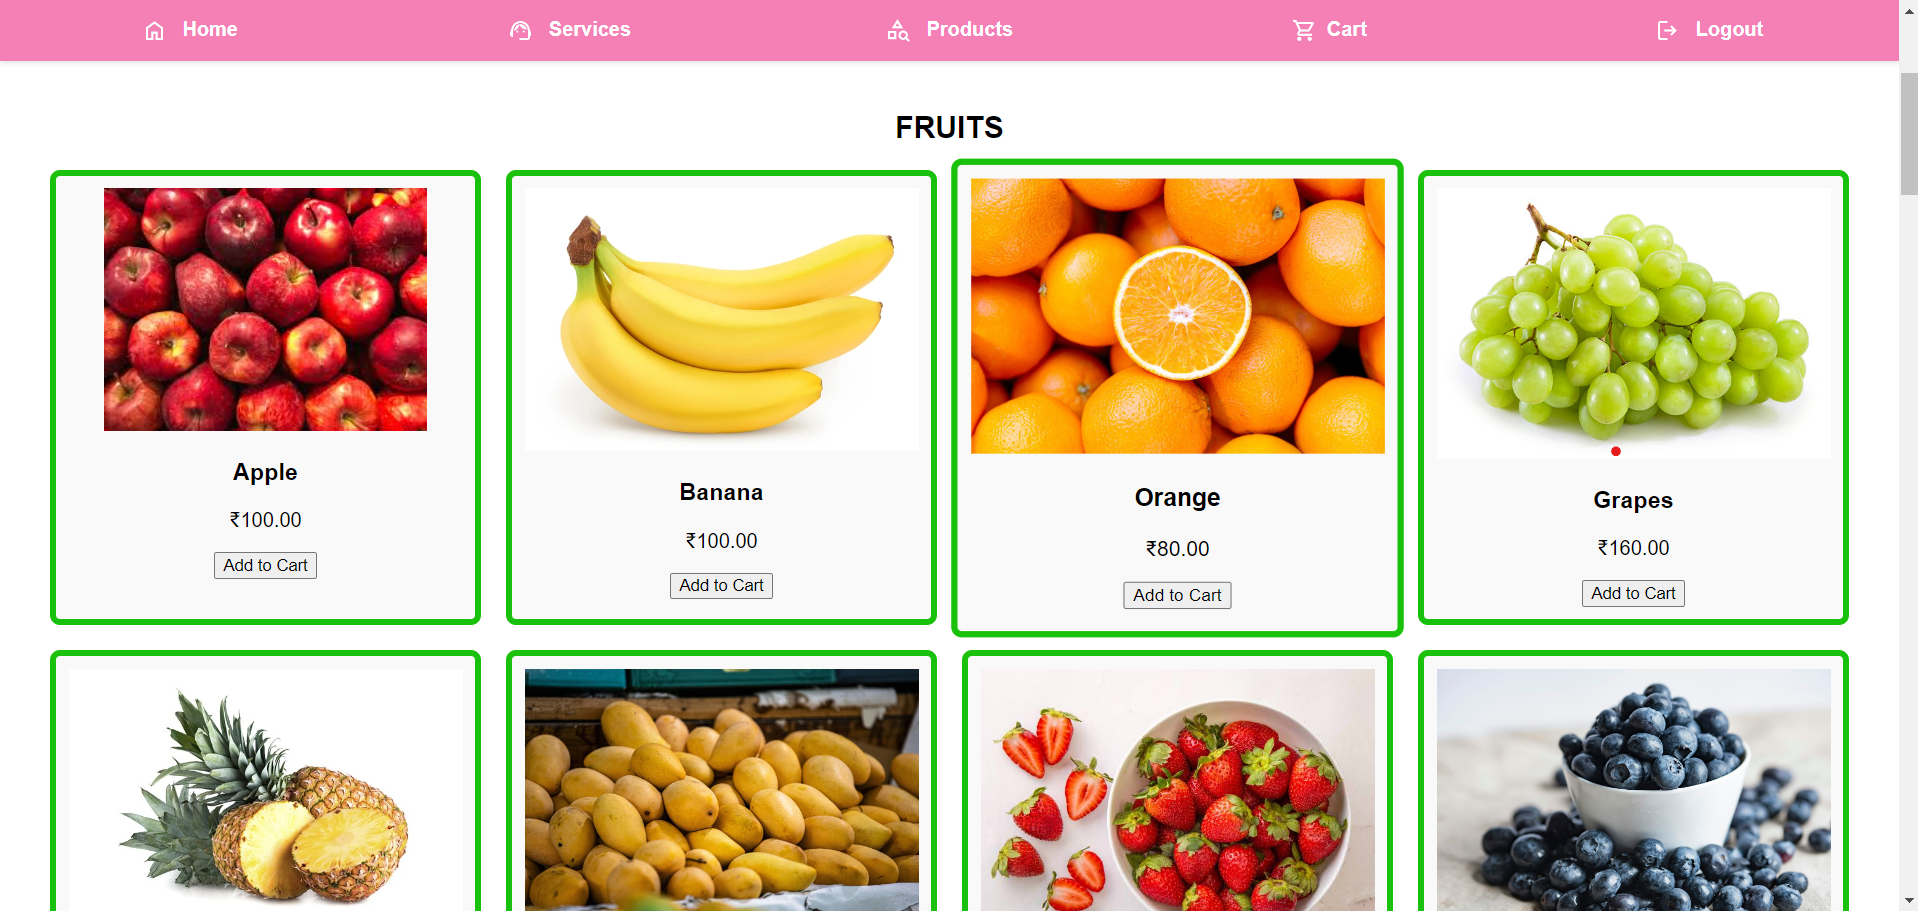 Home
Services
Products
Cart
Logout
FRUITS
Apple
₹100.00
Add to Cart
Banana
₹100.00
Add to Cart
Orange
₹80.00
Add to Cart
Grapes
₹160.00
Add to Cart